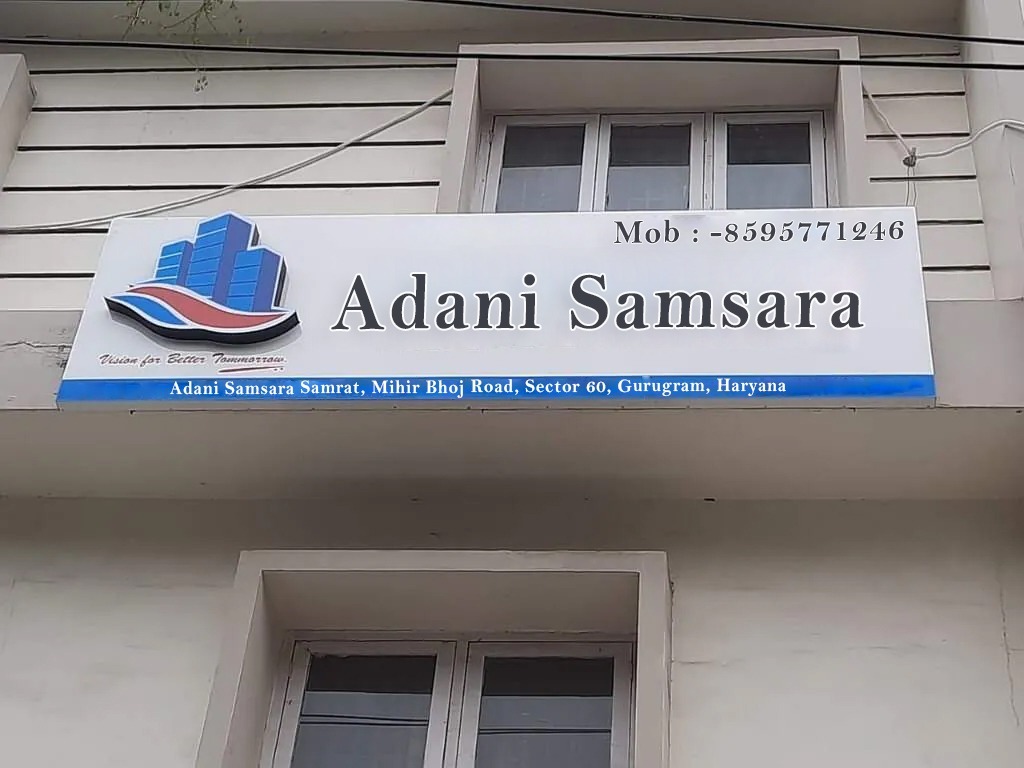 Mob : -8595771246
Adani Samsara
Vision for Better Tommorrow.
Adani Samsara Samrat, Mihir Bhoj Road, Sector 60, Gurugram, Haryana